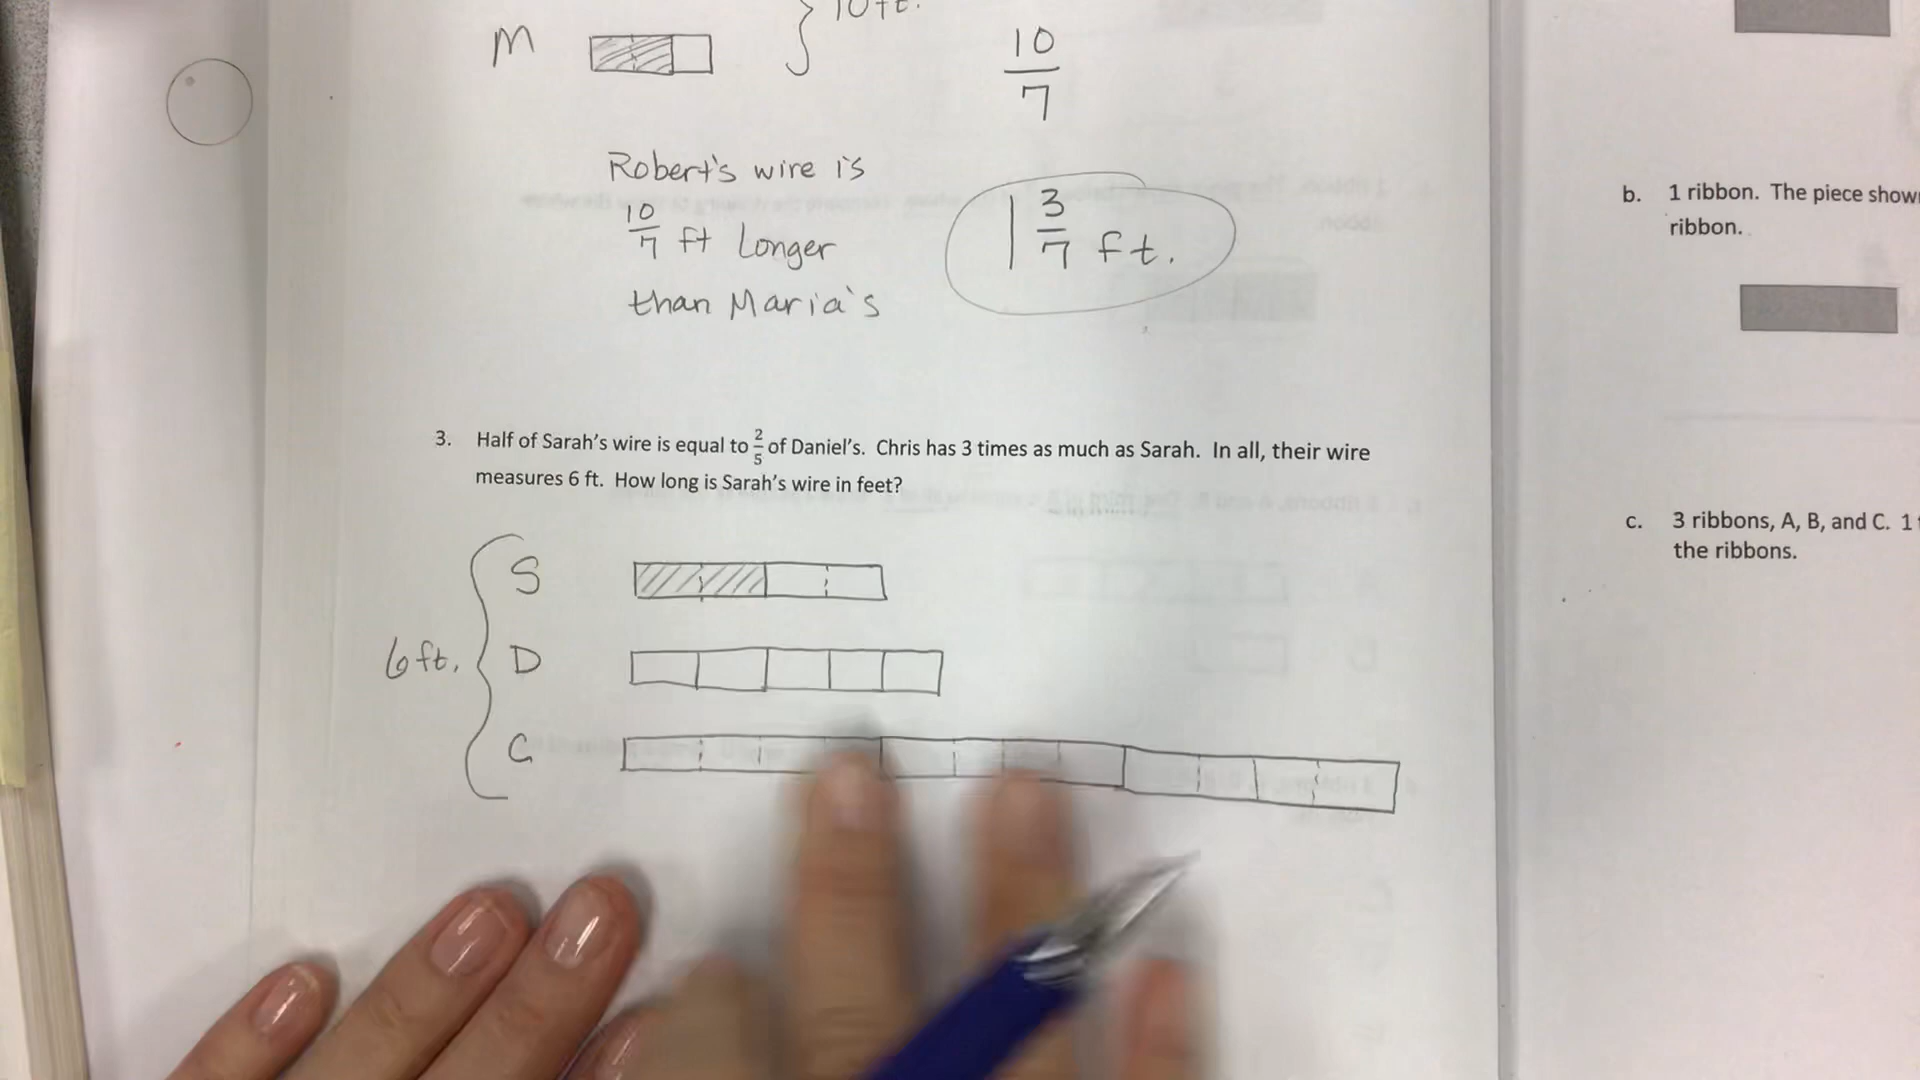 10 ft.
M
10
7
Robert's wire is
10/7 ft Longer
than Maria's
1 3/7 ft.
3. Half of Sarah's wire is equal to 2/5 of Daniel's. Chris has 3 times as much as Sarah. In all, their wire
measures 6 ft. How long is Sarah's wire in feet?
S
6ft. D
C
b. 1 ribbon. The piece show
ribbon.
c. 3 ribbons, A, B, and C. 1
the ribbons.